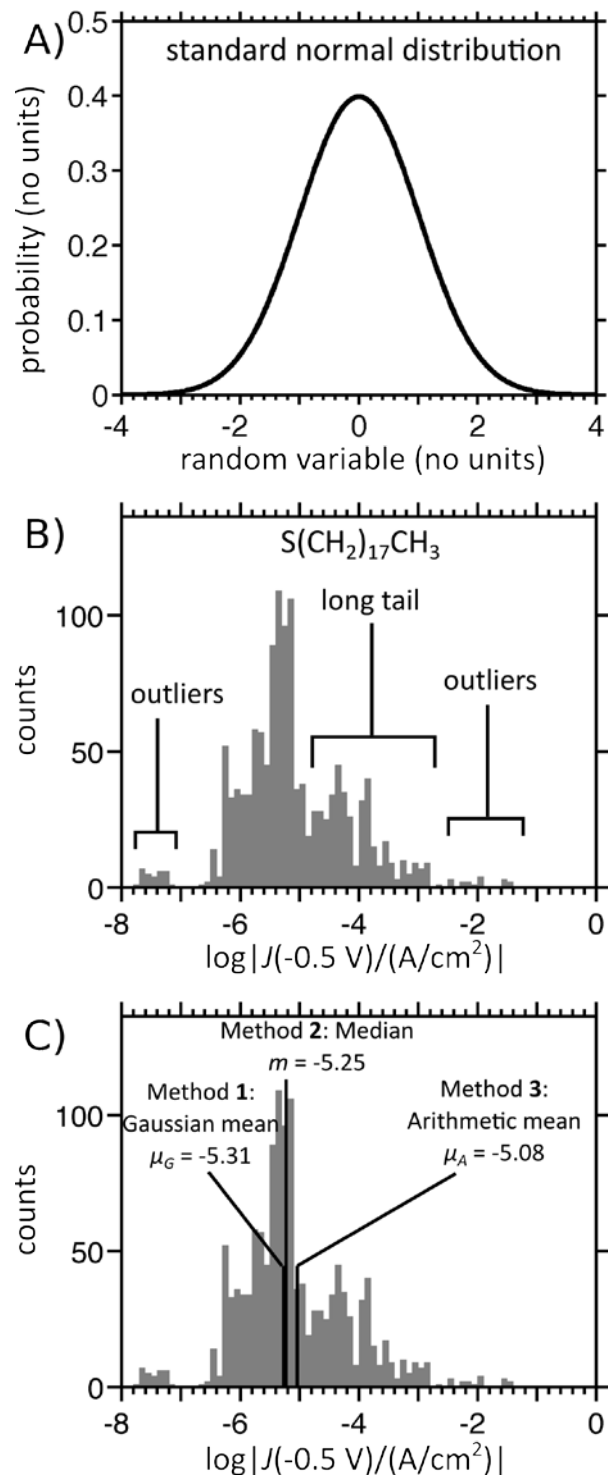 A)
standard normal distribution
probability (no units)
0.5
0.4
0.3
0.2
0.1
0
-4
-2
0
2
4
random variable (no units)
B)
S(CH₂)₁₇CH₃
long tail
outliers
outliers
counts
100
50
0
-8
-6
-4
-2
0
log|J(-0.5 V)/(A/cm²)|
C)
Method 2: Median
m = -5.25
Method 1:
Gaussian mean
μG = -5.31
Method 3:
Arithmetic mean
μA = -5.08
counts
100
50
0
-8
-6
-4
-2
0
log|J(-0.5 V)/(A/cm²)|